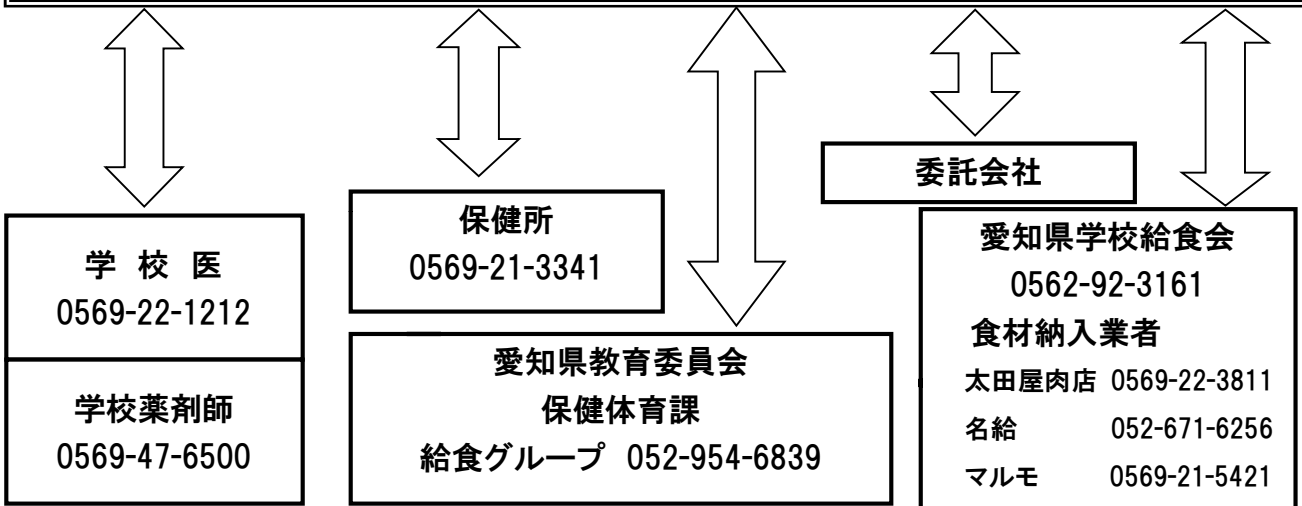 学 校 医
0569-22-1212
学校薬剤師
0569-47-6500
保健所
0569-21-3341
愛知県教育委員会
保健体育課
給食グループ 052-954-6839
委託会社
愛知県学校給食会
0562-92-3161
食材納入業者
太田屋肉店 0569-22-3811
名給 052-671-6256
マルモ 0569-21-5421